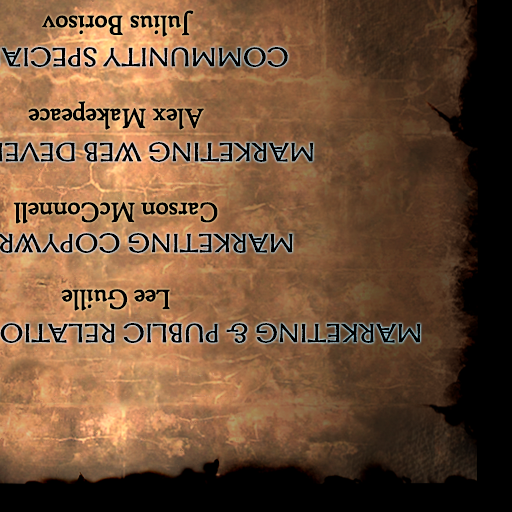 MARKETING & PUBLIC RELATIO
Lee Guille
MARKETING COPYWR
Carson McConnell
MARKETING WEB DEVE
Alex Makepeace
COMMUNITY SPECIA
Julius Borisov